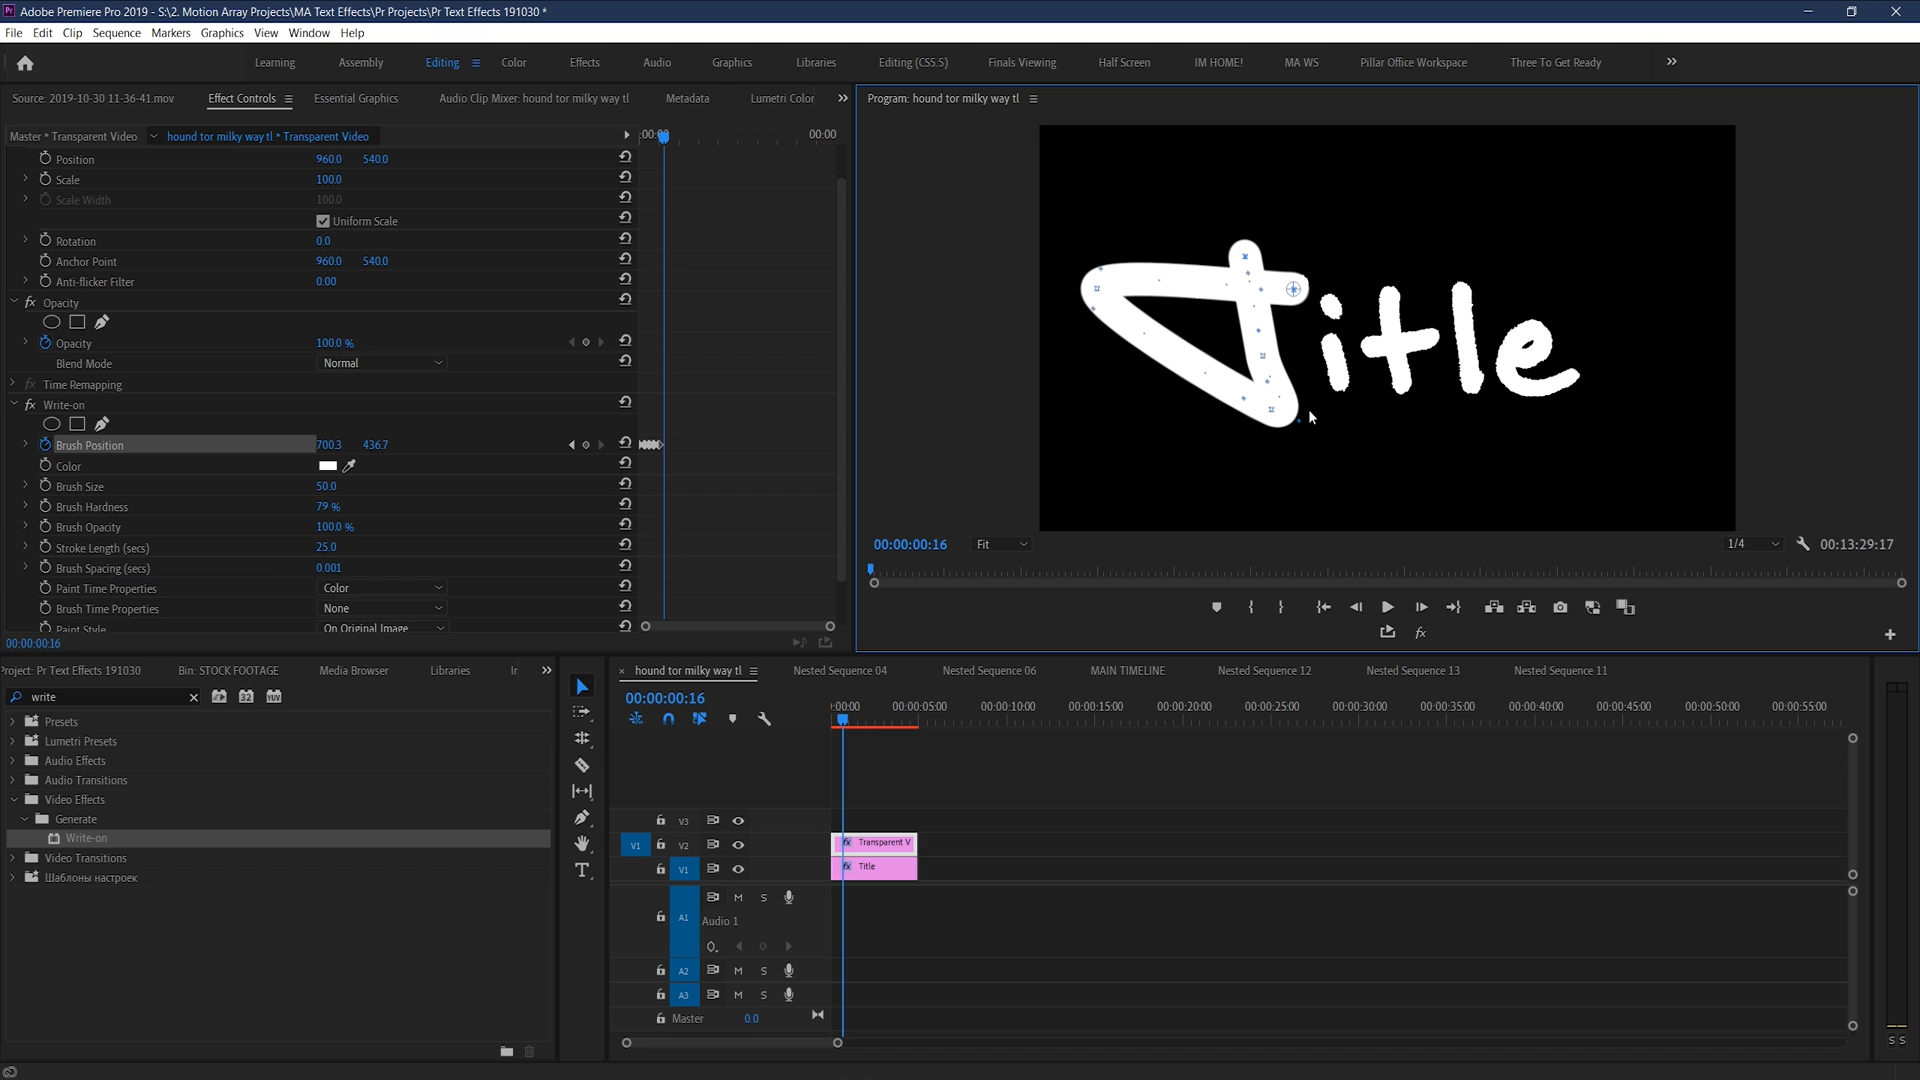 Adobe Premiere Pro 2019 - S:\2. Motion Array Projects\MA Text Effects\Pr Projects\Pr Text Effects 191030 *
File Edit Clip Sequence Markers Graphics View Window Help
Learning Assembly Editing Color Effects Audio Graphics Libraries Editing (CS5.5) Finals Viewing Half Screen IM HOME! MA WS Pillar Office Workspace Three To Get Ready
Source: 2019-10-30 11-36-41.mov Effect Controls Essential Graphics Audio Clip Mixer: hound tor milky way tl Metadata Lumetri Color
Program: hound tor milky way tl
Master * Transparent Video hound tor milky way tl * Transparent Video :00:00 00:00
Position 960.0 540.0
Scale 100.0
Scale Width 100.0
Uniform Scale
Rotation 0.0
Anchor Point 960.0 540.0
Anti-flicker Filter 0.00
fx Opacity
Opacity 100.0 %
Blend Mode Normal
fx Time Remapping
fx Write-on
Brush Position 700.3 436.7
Color
Brush Size 50.0
Brush Hardness 79 %
Brush Opacity 100.0 %
Stroke Length (secs) 25.0
Brush Spacing (secs) 0.001
Paint Time Properties Color
Brush Time Properties None
Paint Style On Original Image
00:00:00:16
itle
00:00:00:16 Fit 1/4 00:13:29:17
fx
Project: Pr Text Effects 191030 Bin: STOCK FOOTAGE Media Browser Libraries Ir
write 32 YUV
Presets
Lumetri Presets
Audio Effects
Audio Transitions
Video Effects
Generate
Write-on
Video Transitions
Шаблоны настроек
hound tor milky way tl Nested Sequence 04 Nested Sequence 06 MAIN TIMELINE Nested Sequence 12 Nested Sequence 13 Nested Sequence 11
00:00:00:16
:00:00 00:00:05:00 00:00:10:00 00:00:15:00 00:00:20:00 00:00:25:00 00:00:30:00 00:00:35:00 00:00:40:00 00:00:45:00 00:00:50:00 00:00:55:00
V3
V1 V2 fx Transparent V
V1 fx Title
A1 M S
Audio 1
A2 M S
A3 M S
Master 0.0
S S